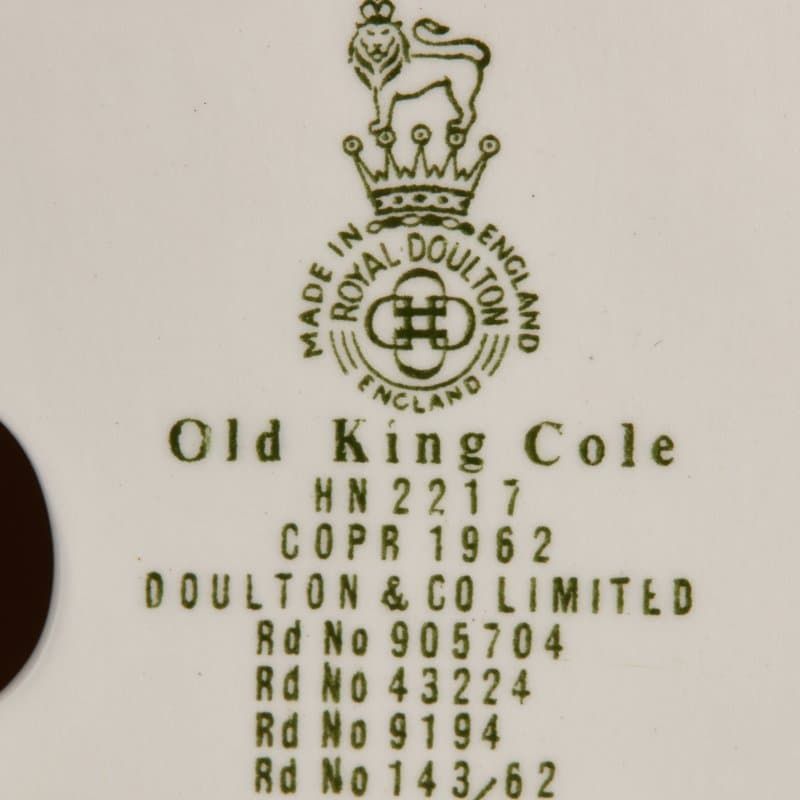 MADE IN ENGLAND
ROYAL DOULTON
ENGLAND
Old King Cole
HN 2217
COPR 1962
DOULTON & CO LIMITED
Rd No 905704
Rd No 43224
Rd No 9194
Rd No 143/62